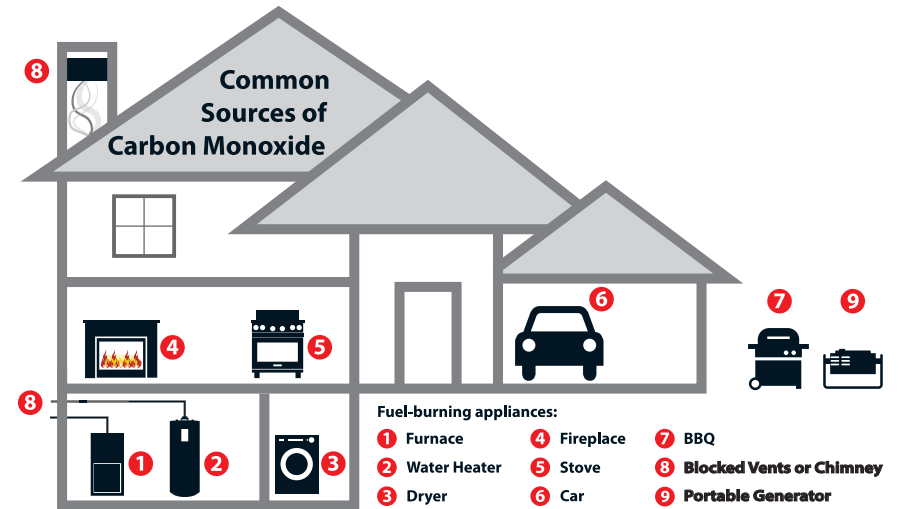 8
Common
Sources of
Carbon Monoxide
6
7
9
4
5
8
1
2
3
Fuel-burning appliances:
1 Furnace
2 Water Heater
3 Dryer
4 Fireplace
5 Stove
6 Car
7 BBQ
8 Blocked Vents or Chimney
9 Portable Generator